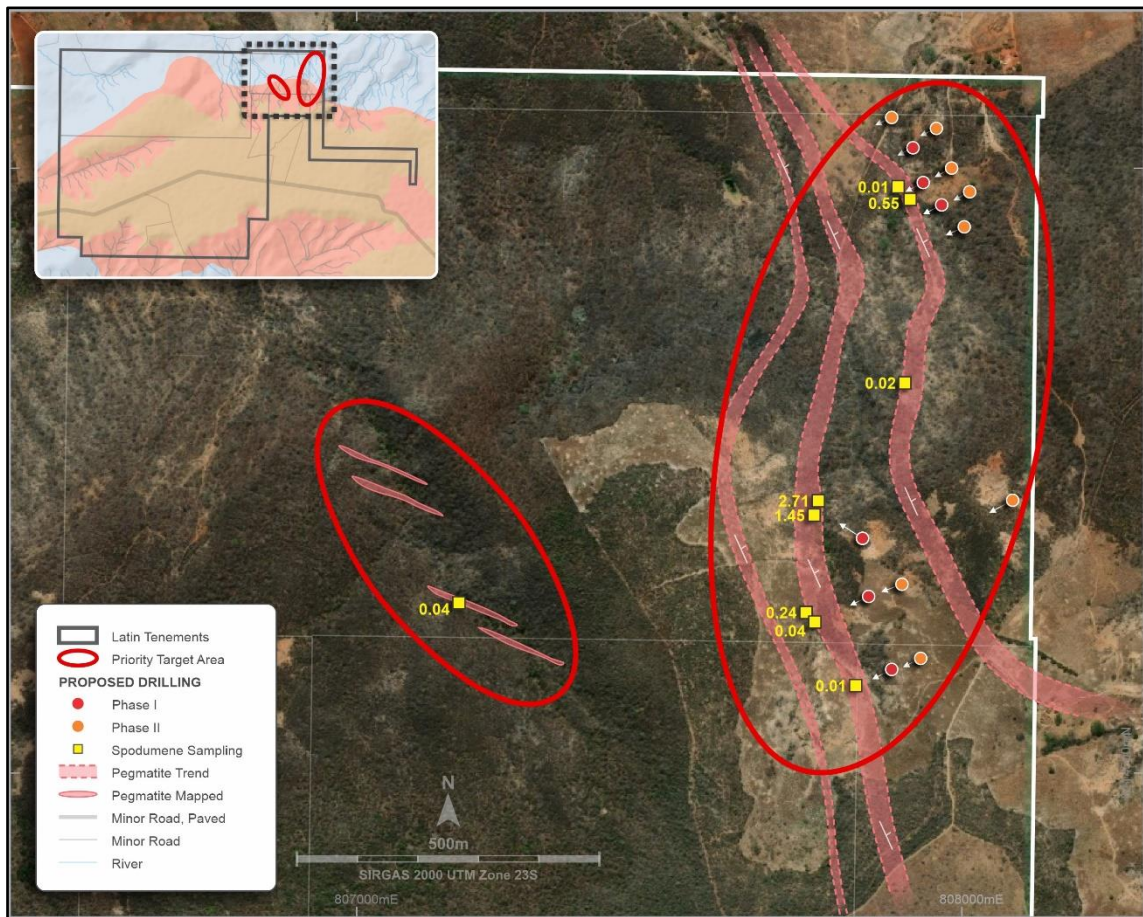 0.01
0.55
0.02
2.71
1.45
0.24
0.04
0.01
0.04
Latin Tenements
Priority Target Area
PROPOSED DRILLING
Phase I
Phase II
Spodumene Sampling
Pegmatite Trend
Pegmatite Mapped
Minor Road, Paved
Minor Road
River
N
500m
SIRGAS 2000 UTM Zone 23S
807000mE
808000mE